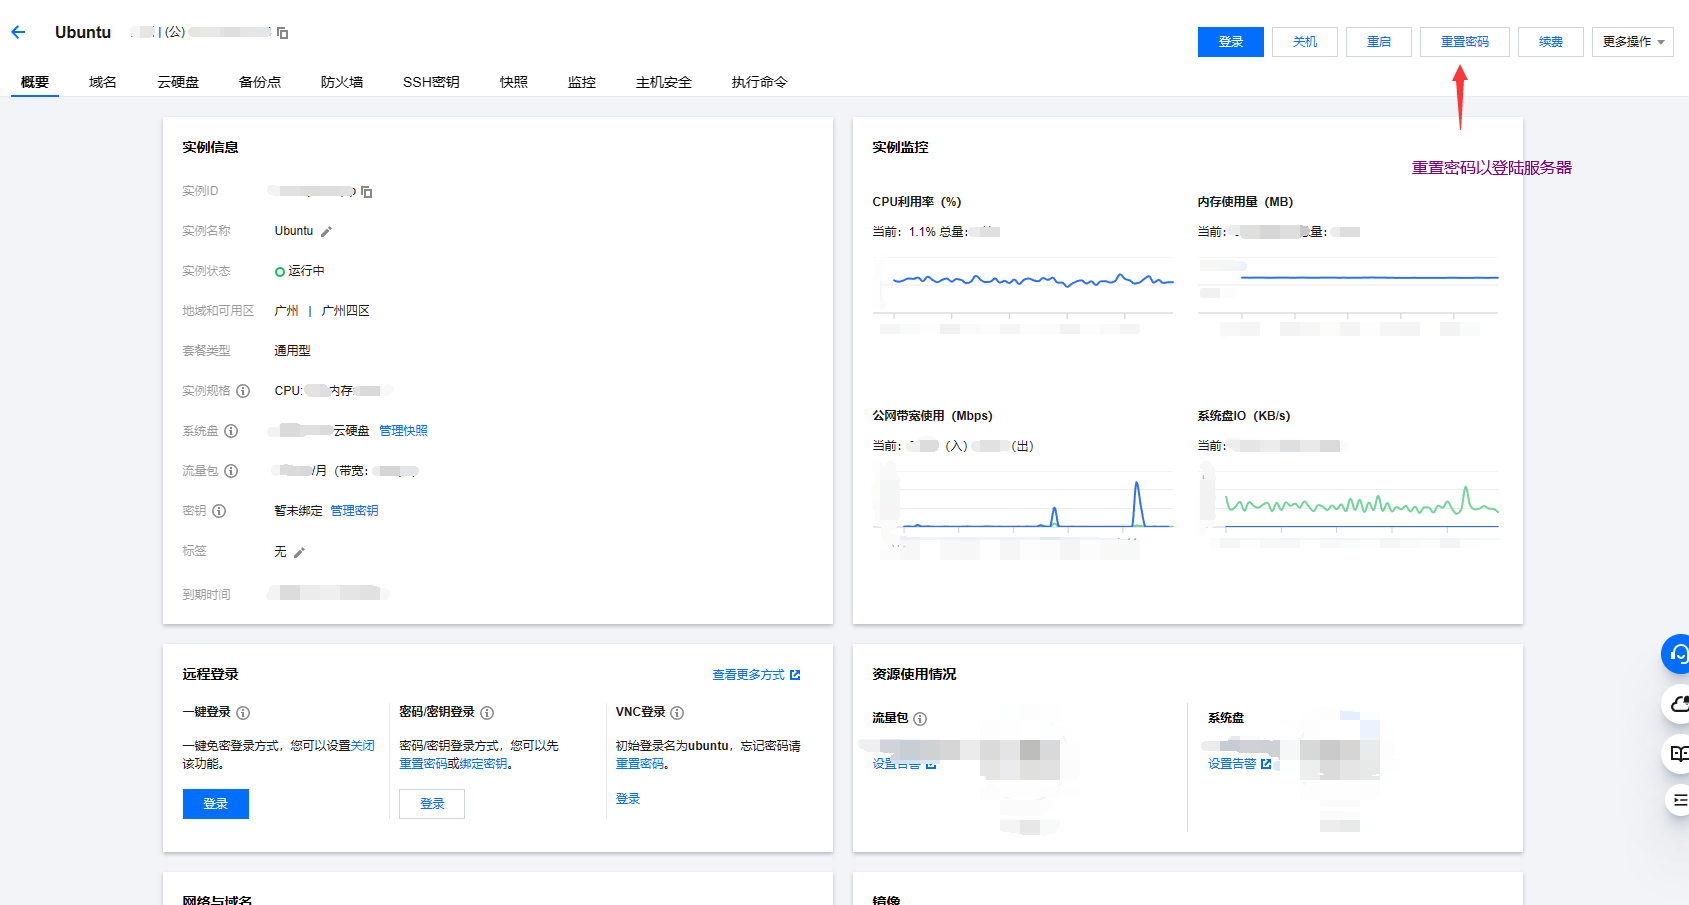 Ubuntu | (公)
登录 关机 重启 重置密码 续费 更多操作
概要 域名 云硬盘 备份点 防火墙 SSH密钥 快照 监控 主机安全 执行命令
重置密码以登陆服务器
实例信息
实例ID
实例名称 Ubuntu
实例状态 运行中
地域和可用区 广州 | 广州四区
套餐类型 通用型
实例规格 CPU: 内存
系统盘 云硬盘 管理快照
流量包 /月 (带宽:
密钥 暂未绑定 管理密钥
标签 无
到期时间
实例监控
CPU利用率 (%)
当前: 1.1% 总量:
内存使用量 (MB)
当前: 总量:
公网带宽使用 (Mbps)
当前: (入) (出)
系统盘IO (KB/s)
当前:
远程登录 查看更多方式
一键登录
一键免密登录方式，您可以设置关闭
该功能。
登录
密码/密钥登录
密码/密钥登录方式，您可以先
重置密码或绑定密钥。
登录
VNC登录
初始登录名为ubuntu，忘记密码请
重置密码。
登录
资源使用情况
流量包
设置告警
系统盘
设置告警
网络与域名
镜像